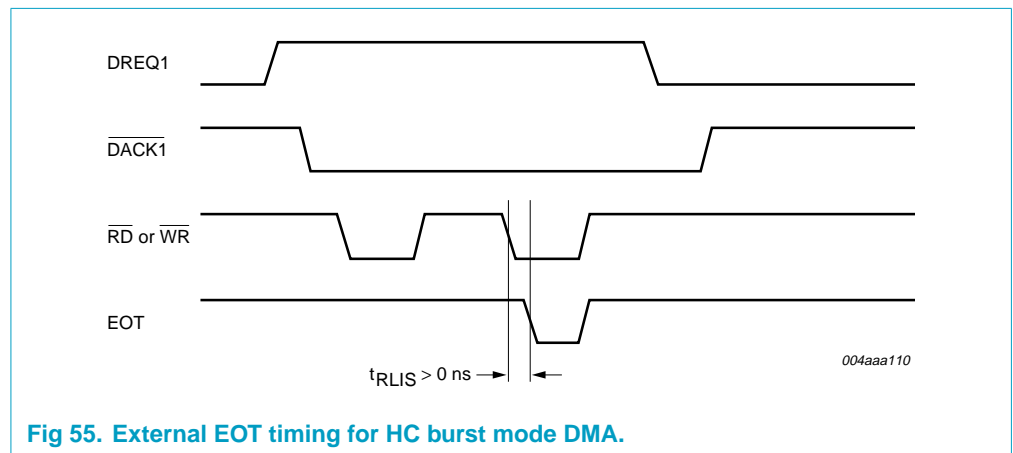 DREQ1
DACK1
RD or WR
EOT
tRLIS > 0 ns
004aaa110
Fig 55. External EOT timing for HC burst mode DMA.